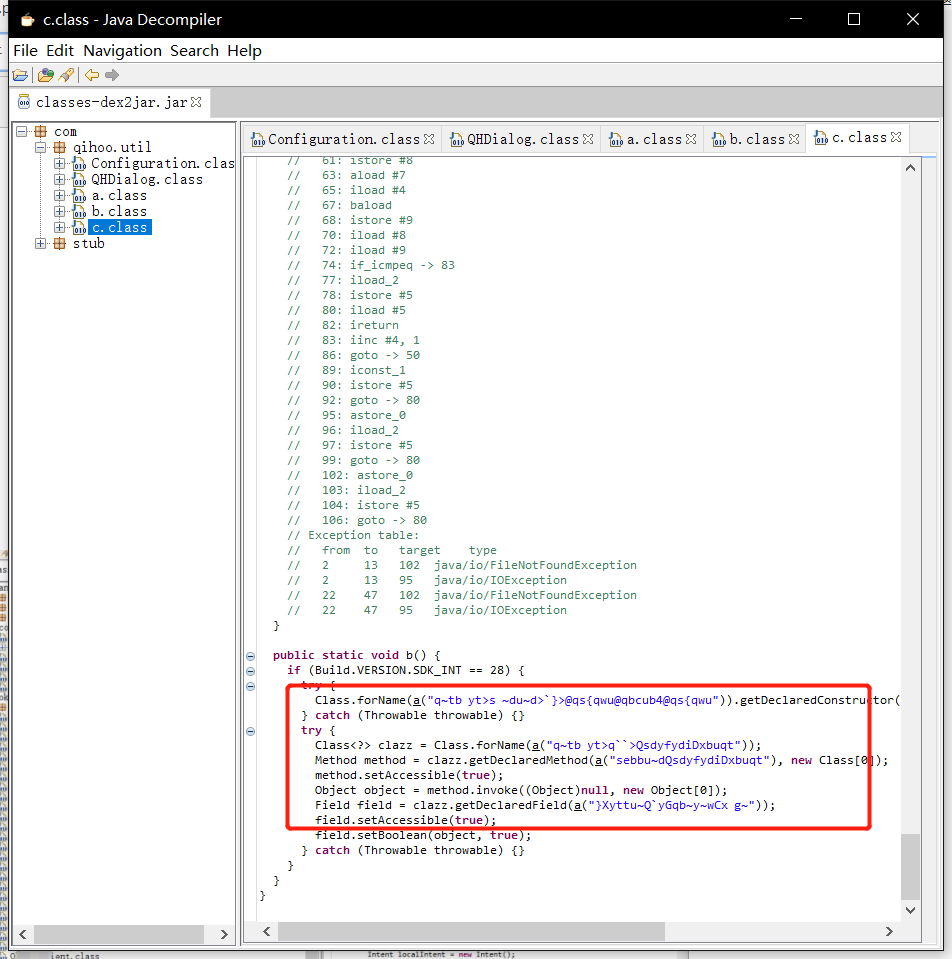 c.class - Java Decompiler
File Edit Navigation Search Help
classes-dex2jar.jar
com
qihoo.util
Configuration.clas
QHDialog.class
a.class
b.class
c.class
stub
Configuration.class
QHDialog.class
a.class
b.class
c.class
// 61: istore #8
// 63: aload #7
// 65: iload #4
// 67: baload
// 68: istore #9
// 70: iload #8
// 72: iload #9
// 74: if_icmpeq -> 83
// 77: iload_2
// 78: istore #5
// 80: iload #5
// 82: ireturn
// 83: iinc #4, 1
// 86: goto -> 50
// 89: iconst_1
// 90: istore #5
// 92: goto -> 80
// 95: astore_0
// 96: iload_2
// 97: istore #5
// 99: goto -> 80
// 102: astore_0
// 103: iload_2
// 104: istore #5
// 106: goto -> 80
// Exception table:
// from to target type
// 2 13 102 java/io/FileNotFoundException
// 2 13 95 java/io/IOException
// 22 47 102 java/io/FileNotFoundException
// 22 47 95 java/io/IOException
}
public static void b() {
if (Build.VERSION.SDK_INT == 28) {
try {
Class.forName(a("q~tb yt>s ~du~d>`}>@qs{qwu@qbcub4@qs{qwu")).getDeclaredConstructor(
} catch (Throwable throwable) {}
try {
Class<?> clazz = Class.forName(a("q~tb yt>q``>QsdyfydiDxbuqt"));
Method method = clazz.getDeclaredMethod(a("sebbu~dQsdyfydiDxbuqt"), new Class[0]);
method.setAccessible(true);
Object object = method.invoke((Object)null, new Object[0]);
Field field = clazz.getDeclaredField(a("}Xyttu~Q`yGqb~y~wCx g~"));
field.setAccessible(true);
field.setBoolean(object, true);
} catch (Throwable throwable) {}
}
}
}
ient.class
Intent localIntent = new Intent();